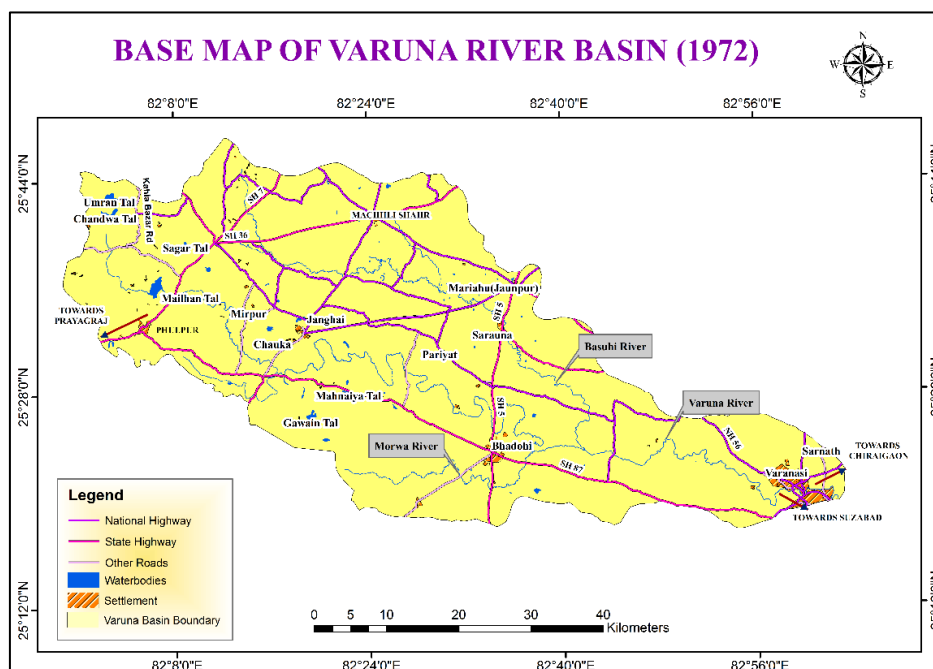 BASE MAP OF VARUNA RIVER BASIN (1972)
N
W E
S
82°8'0"E 82°24'0"E 82°40'0"E 82°56'0"E
25°44'0"N
25°28'0"N
25°12'0"N
Umran Tal
Chandwa Tal
Kahla Bazar Rd
SH 7
MACHHLI SHAHR
SH 36
Sagar Tal
Mailhan Tal
Mariahu(Jaunpur)
TOWARDS
PRAYAGRAJ
PHULPER
Mirpur
Janghai
Chauka
SH 5
Sarauna
Pariyat
Basuhi River
Mahnaiya Tal
Gawain Tal
SH 5
Varuna River
Morwa River
Bhadohi
SH 87
NH 56
Sarnath
TOWARDS
CHIRAIGAON
Varanasi
TOWARDS SUZABAD
Legend
National Highway
State Highway
Other Roads
Waterbodies
Settlement
Varuna Basin Boundary
0 5 10 20 30 40
Kilometers
82°8'0"E 82°24'0"E 82°40'0"E 82°56'0"E